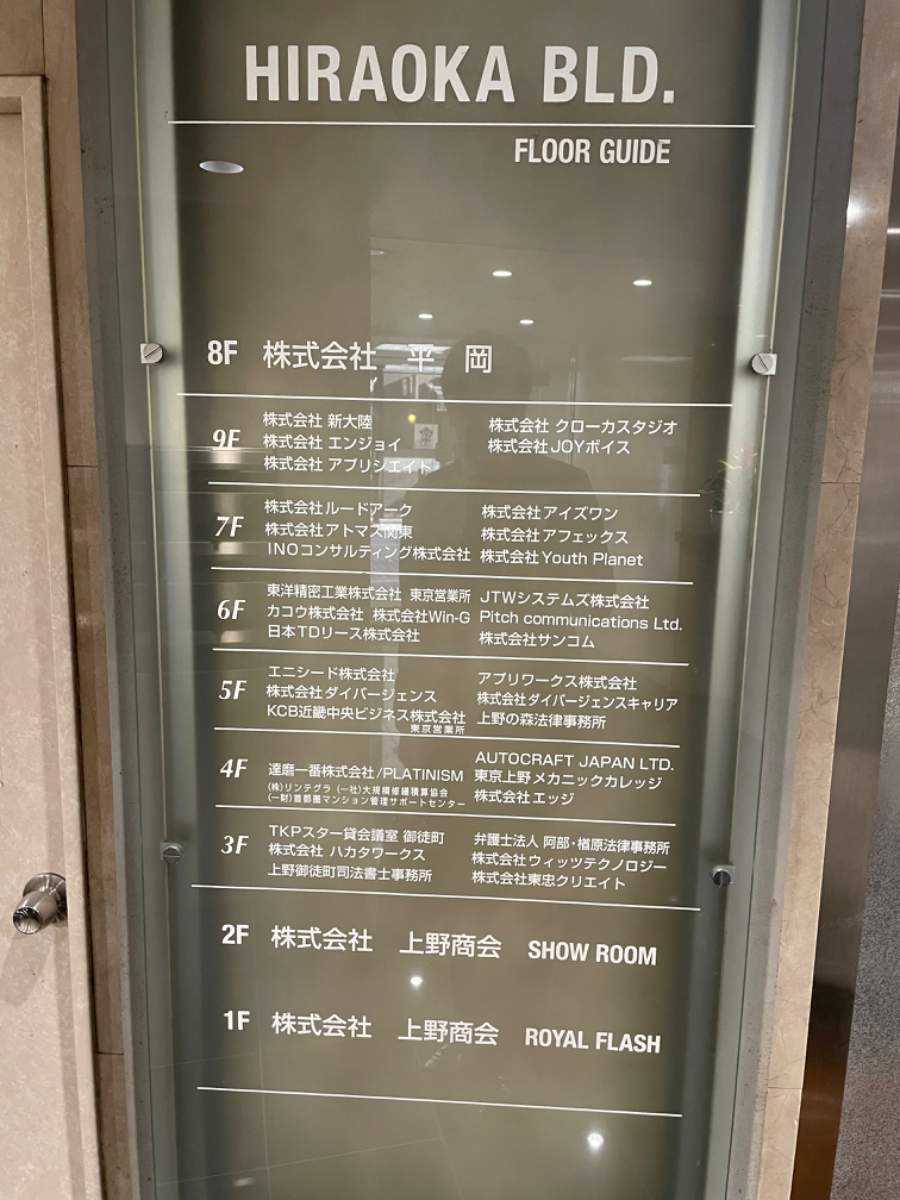 HIRAOKA BLD.
FLOOR GUIDE
8F 株式会社 平 岡
9F
株式会社 新大陸
株式会社 エンジョイ
株式会社 アプリシエイト
株式会社 クローカスタジオ
株式会社JOYボイス
7F
株式会社ルードアーク
株式会社アトマス関東
INOコンサルティング株式会社
株式会社アイズワン
株式会社アフェックス
株式会社Youth Planet
6F
東洋精密工業株式会社 東京営業所
カコウ株式会社 株式会社Win-G
日本TDリース株式会社
JTWシステムズ株式会社
Pitch communications Ltd.
株式会社サンコム
5F
エニシード株式会社
株式会社ダイバージェンス
KCB近畿中央ビジネス株式会社
東京営業所
アプリワークス株式会社
株式会社ダイバージェンスキャリア
上野の森法律事務所
4F
達磨一番株式会社/PLATINISM
(株)リンテグラ (一社)大規模修繕積算協会
(一財)首都圏マンション管理サポートセンター
AUTOCRAFT JAPAN LTD.
東京上野メカニックカレッジ
株式会社エッジ
3F
TKPスター貸会議室 御徒町
株式会社 ハカタワークス
上野御徒町司法書士事務所
弁護士法人 阿部・楢原法律事務所
株式会社ウィッツテクノロジー
株式会社東忠クリエイト
2F 株式会社 上野商会 SHOW ROOM
1F 株式会社 上野商会 ROYAL FLASH